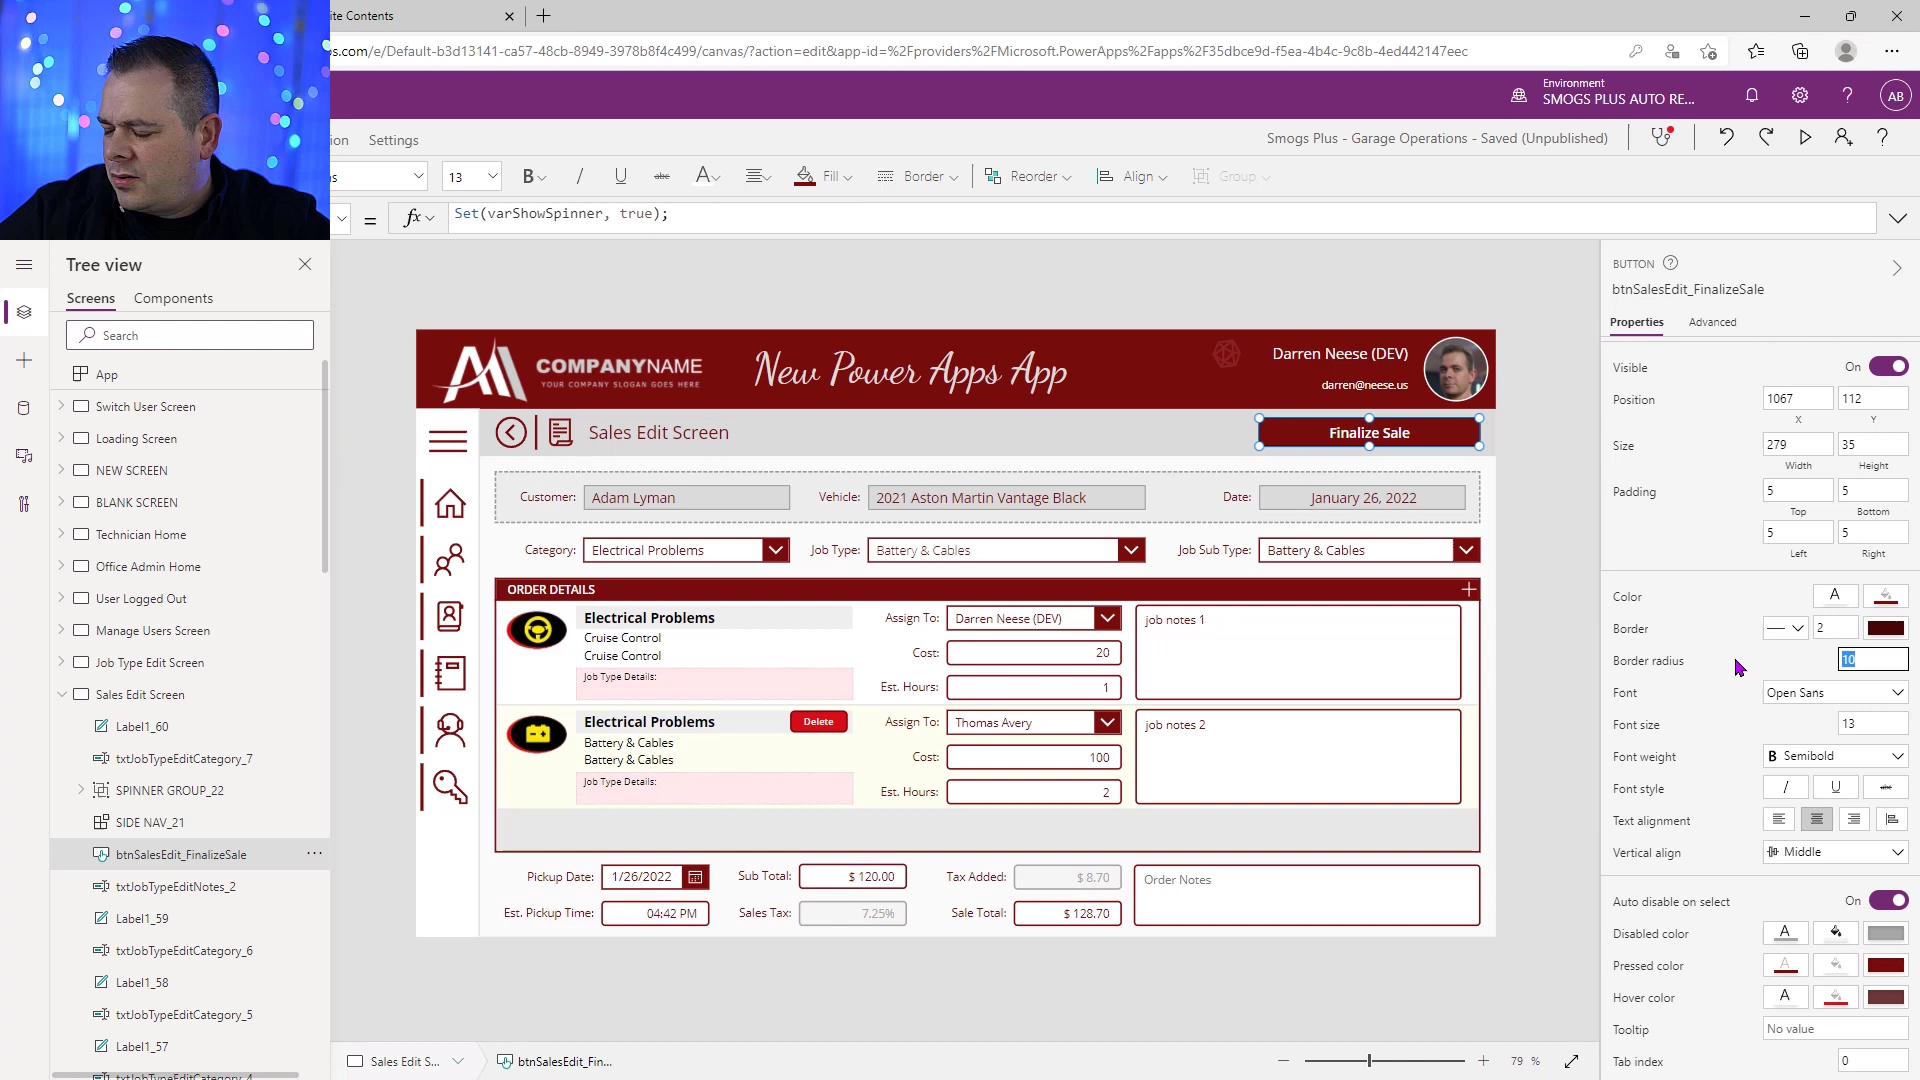 ite Contents
os.com/e/Default-b3d13141-ca57-48cb-8949-3978b8f4c499/canvas/?action=edit&app-id=%2Fproviders%2FMicrosoft.PowerApps%2Fapps%2F35dbce9d-f5ea-4b4c-9c8b-4ed442147eec
Environment
SMOGS PLUS AUTO RE...
AB
Settings
Smogs Plus - Garage Operations - Saved (Unpublished)
13
B
Fill
Border
Reorder
Align
Group
= fx Set(varShowSpinner, true);
Tree view
Screens
Components
Search
App
Switch User Screen
Loading Screen
NEW SCREEN
BLANK SCREEN
Technician Home
Office Admin Home
User Logged Out
Manage Users Screen
Job Type Edit Screen
Sales Edit Screen
Label1_60
txtJobTypeEditCategory_7
SPINNER GROUP_22
SIDE NAV_21
btnSalesEdit_FinalizeSale
txtJobTypeEditNotes_2
Label1_59
txtJobTypeEditCategory_6
Label1_58
txtJobTypeEditCategory_5
Label1_57
txtJobTypeEditCategory_4
COMPANYNAME
YOUR COMPANY SLOGAN GOES HERE
New Power Apps App
Darren Neese (DEV)
darren@neese.us
Sales Edit Screen
Finalize Sale
Customer: Adam Lyman
Vehicle: 2021 Aston Martin Vantage Black
Date: January 26, 2022
Category: Electrical Problems
Job Type: Battery & Cables
Job Sub Type: Battery & Cables
ORDER DETAILS
Electrical Problems
Cruise Control
Cruise Control
Job Type Details:
Assign To: Darren Neese (DEV)
Cost: 20
Est. Hours: 1
job notes 1
Electrical Problems
Delete
Battery & Cables
Battery & Cables
Job Type Details:
Assign To: Thomas Avery
Cost: 100
Est. Hours: 2
job notes 2
Pickup Date: 1/26/2022
Sub Total: $ 120.00
Tax Added: $ 8.70
Order Notes
Est. Pickup Time: 04:42 PM
Sales Tax: 7.25%
Sale Total: $ 128.70
Sales Edit S...
btnSalesEdit_Fin...
79 %
BUTTON
btnSalesEdit_FinalizeSale
Properties
Advanced
Visible On
Position 1067 112
X Y
Size 279 35
Width Height
Padding 5 5
Top Bottom
5 5
Left Right
Color
Border 2
Border radius 10
Font Open Sans
Font size 13
Font weight B Semibold
Font style
Text alignment
Vertical align Middle
Auto disable on select On
Disabled color
Pressed color
Hover color
Tooltip No value
Tab index 0